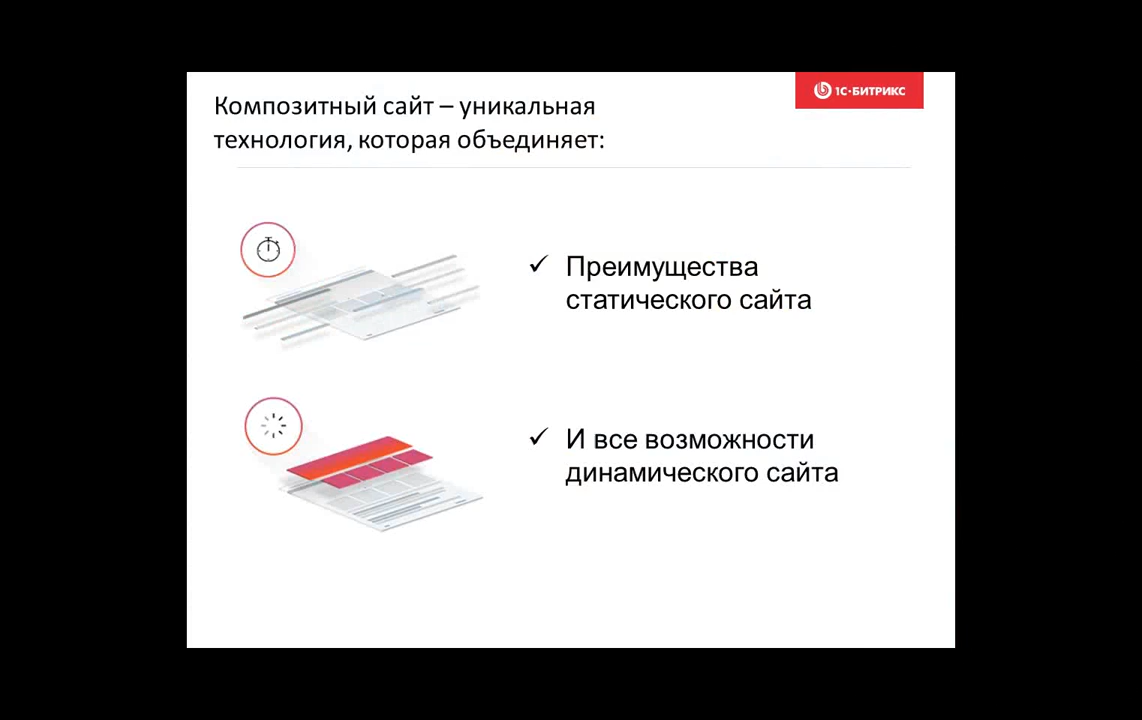 Композитный сайт – уникальная
технология, которая объединяет:
1С·БИТРИКС
Преимущества
статического сайта
И все возможности
динамического сайта